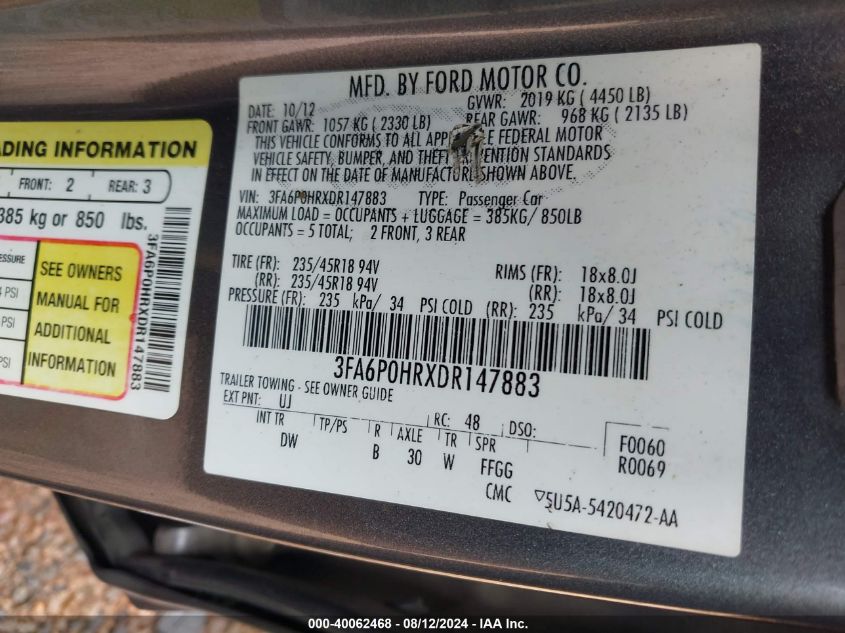 MFD. BY FORD MOTOR CO.
DATE: 10/12 GVWR: 2019 KG ( 4450 LB)
FRONT GAWR: 1057 KG ( 2330 LB) REAR GAWR: 968 KG ( 2135 LB)
THIS VEHICLE CONFORMS TO ALL FEDERAL MOTOR
VEHICLE SAFETY, BUMPER, AND STANDARDS
IN EFFECT ON THE DATE OF MANUFACTURE SHOWN ABOVE.
VIN: 3FA6P0HRXDR147883 TYPE: Passenger Car
MAXIMUM LOAD = OCCUPANTS + LUGGAGE = 385KG/ 850LB
OCCUPANTS = 5 TOTAL; 2 FRONT, 3 REAR
TIRE (FR): 235/45R18 94V RIMS (FR): 18x8.0J
(RR): 235/45R18 94V (RR): 18x8.0J
PRESSURE (FR): 235 kPa/ 34 PSI COLD (RR): 235 kPa/ 34 PSI COLD
3FA6P0HRXDR147883
TRAILER TOWING - SEE OWNER GUIDE
EXT PNT: UJ RC: 48 DSO:
INT TR TP/PS R AXLE TR SPR F0060
DW B 30 W FFGG R0069
CMC ▽5U5A-5420472-AA
ADING INFORMATION
FRONT: 2 REAR: 3
385 kg or 850 lbs.
SEE OWNERS
MANUAL FOR
ADDITIONAL
INFORMATION
PSI
PSI
PSI
3FA6P0HRXDR147883
000-40062468 - 08/12/2024 - IAA Inc.